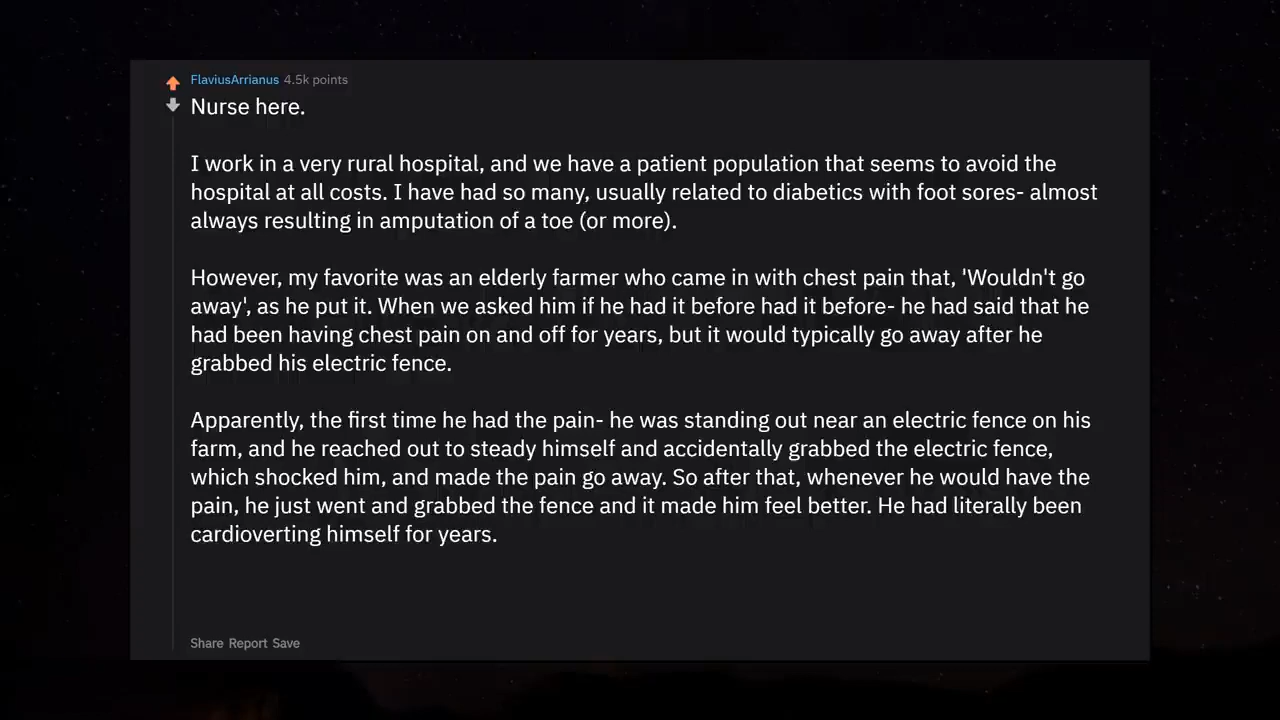 FlaviusArrianus 4.5k points
Nurse here.
I work in a very rural hospital, and we have a patient population that seems to avoid the
hospital at all costs. I have had so many, usually related to diabetics with foot sores- almost
always resulting in amputation of a toe (or more).
However, my favorite was an elderly farmer who came in with chest pain that, 'Wouldn't go
away', as he put it. When we asked him if he had it before had it before- he had said that he
had been having chest pain on and off for years, but it would typically go away after he
grabbed his electric fence.
Apparently, the first time he had the pain- he was standing out near an electric fence on his
farm, and he reached out to steady himself and accidentally grabbed the electric fence,
which shocked him, and made the pain go away. So after that, whenever he would have the
pain, he just went and grabbed the fence and it made him feel better. He had literally been
cardioverting himself for years.
Share Report Save